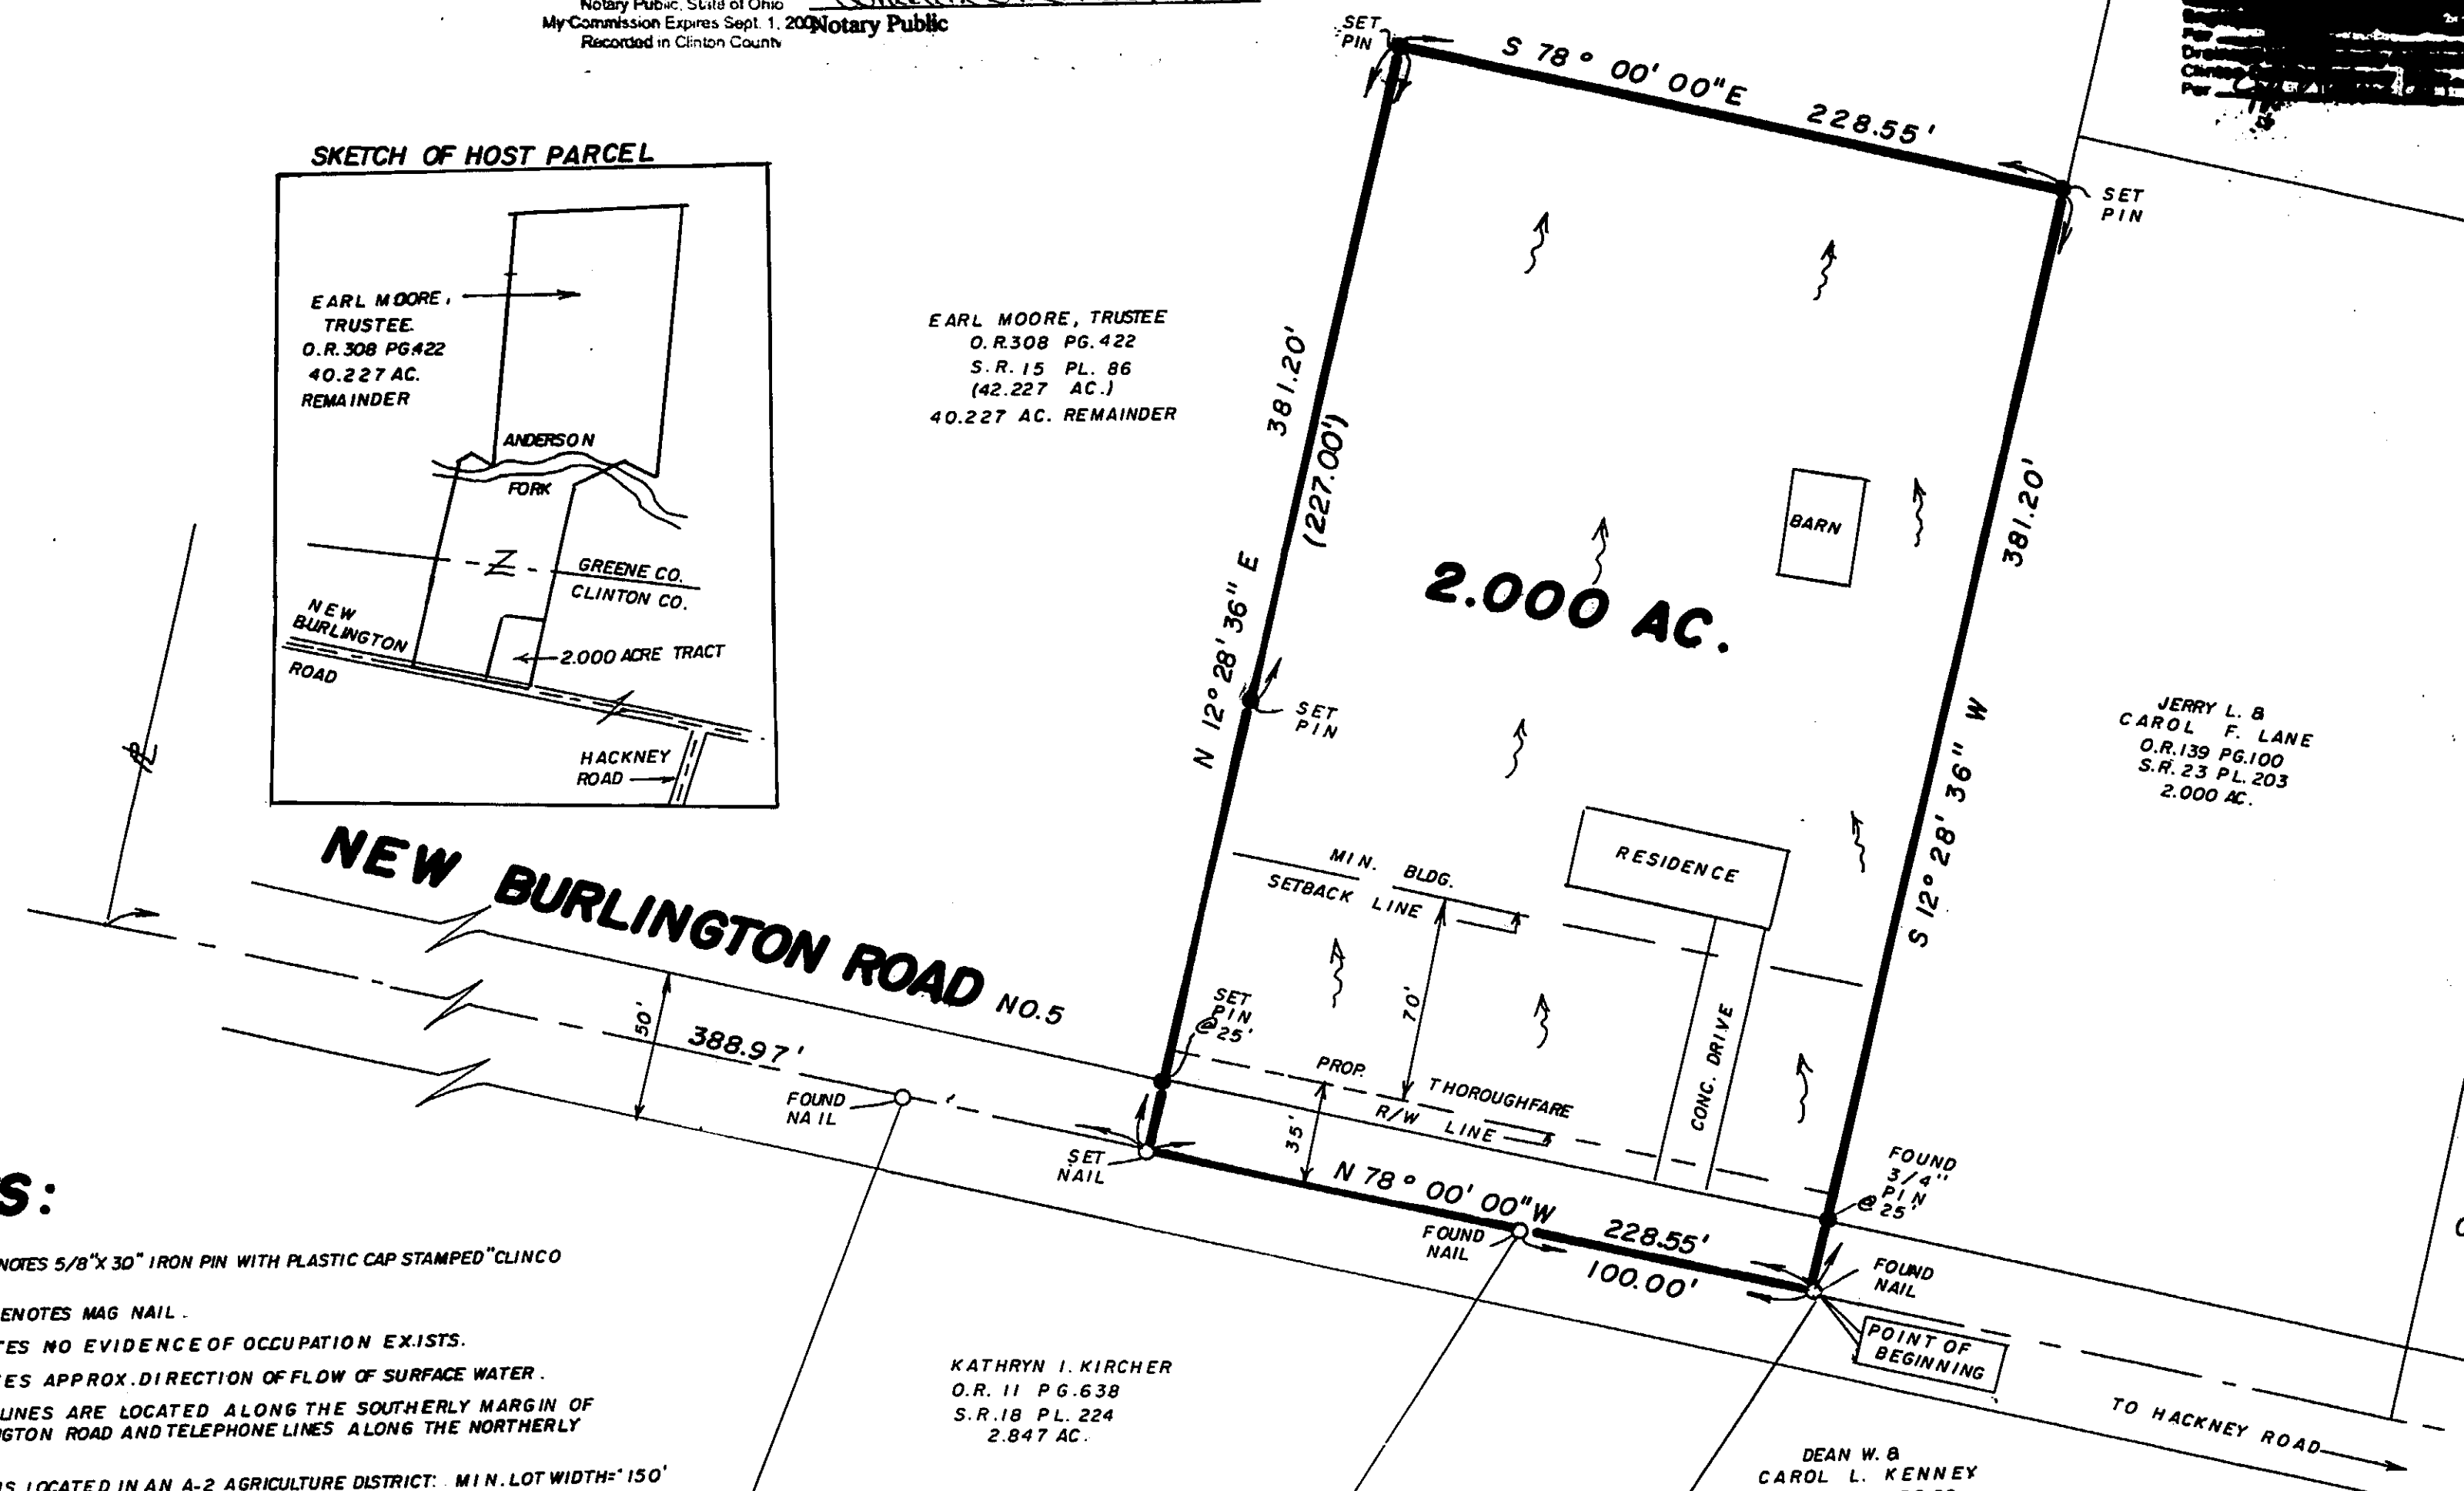 Notary Public, State of Ohio
My Commission Expires Sept. 1, 200
Notary Public
Recorded in Clinton County
SKETCH OF HOST PARCEL
EARL MOORE,
TRUSTEE
O.R. 308 PG.422
40.227 AC.
REMAINDER
ANDERSON
FORK
GREENE CO.
CLINTON CO.
NEW
BURLINGTON
ROAD
2.000 ACRE TRACT
HACKNEY
ROAD
EARL MOORE, TRUSTEE
O.R.308 PG.422
S.R. 15 PL. 86
(42.227 AC.)
40.227 AC. REMAINDER
SET
PIN
S 78° 00' 00"E 228.55'
SET
PIN
381.20'
(227.00')
N 12° 28' 36" E
SET
PIN
2.000 AC.
BARN
381.20'
S 12° 28' 36" W
JERRY L. &
CAROL F. LANE
O.R.139 PG.100
S.R. 23 PL. 203
2.000 AC.
RESIDENCE
MIN. BLDG.
SETBACK LINE
70'
CONC. DRIVE
NEW BURLINGTON ROAD NO.5
50'
388.97'
FOUND
NAIL
SET
PIN
@25'
SET
NAIL
PROP. THOROUGHFARE
R/W LINE
35'
N 78° 00' 00"W 228.55'
FOUND
NAIL
100.00'
FOUND
3/4"
PIN
@25'
FOUND
NAIL
POINT OF
BEGINNING
TO HACKNEY ROAD
S:
NOTES 5/8"X 30" IRON PIN WITH PLASTIC CAP STAMPED "CLINCO
ENOTES MAG NAIL.
TES NO EVIDENCE OF OCCUPATION EXISTS.
TES APPROX. DIRECTION OF FLOW OF SURFACE WATER.
LINES ARE LOCATED ALONG THE SOUTHERLY MARGIN OF
GTON ROAD AND TELEPHONE LINES ALONG THE NORTHERLY
IS LOCATED IN AN A-2 AGRICULTURE DISTRICT: MIN. LOT WIDTH= 150'
KATHRYN I. KIRCHER
O.R. 11 PG.638
S.R.18 PL. 224
2.847 AC.
DEAN W. &
CAROL L. KENNEY